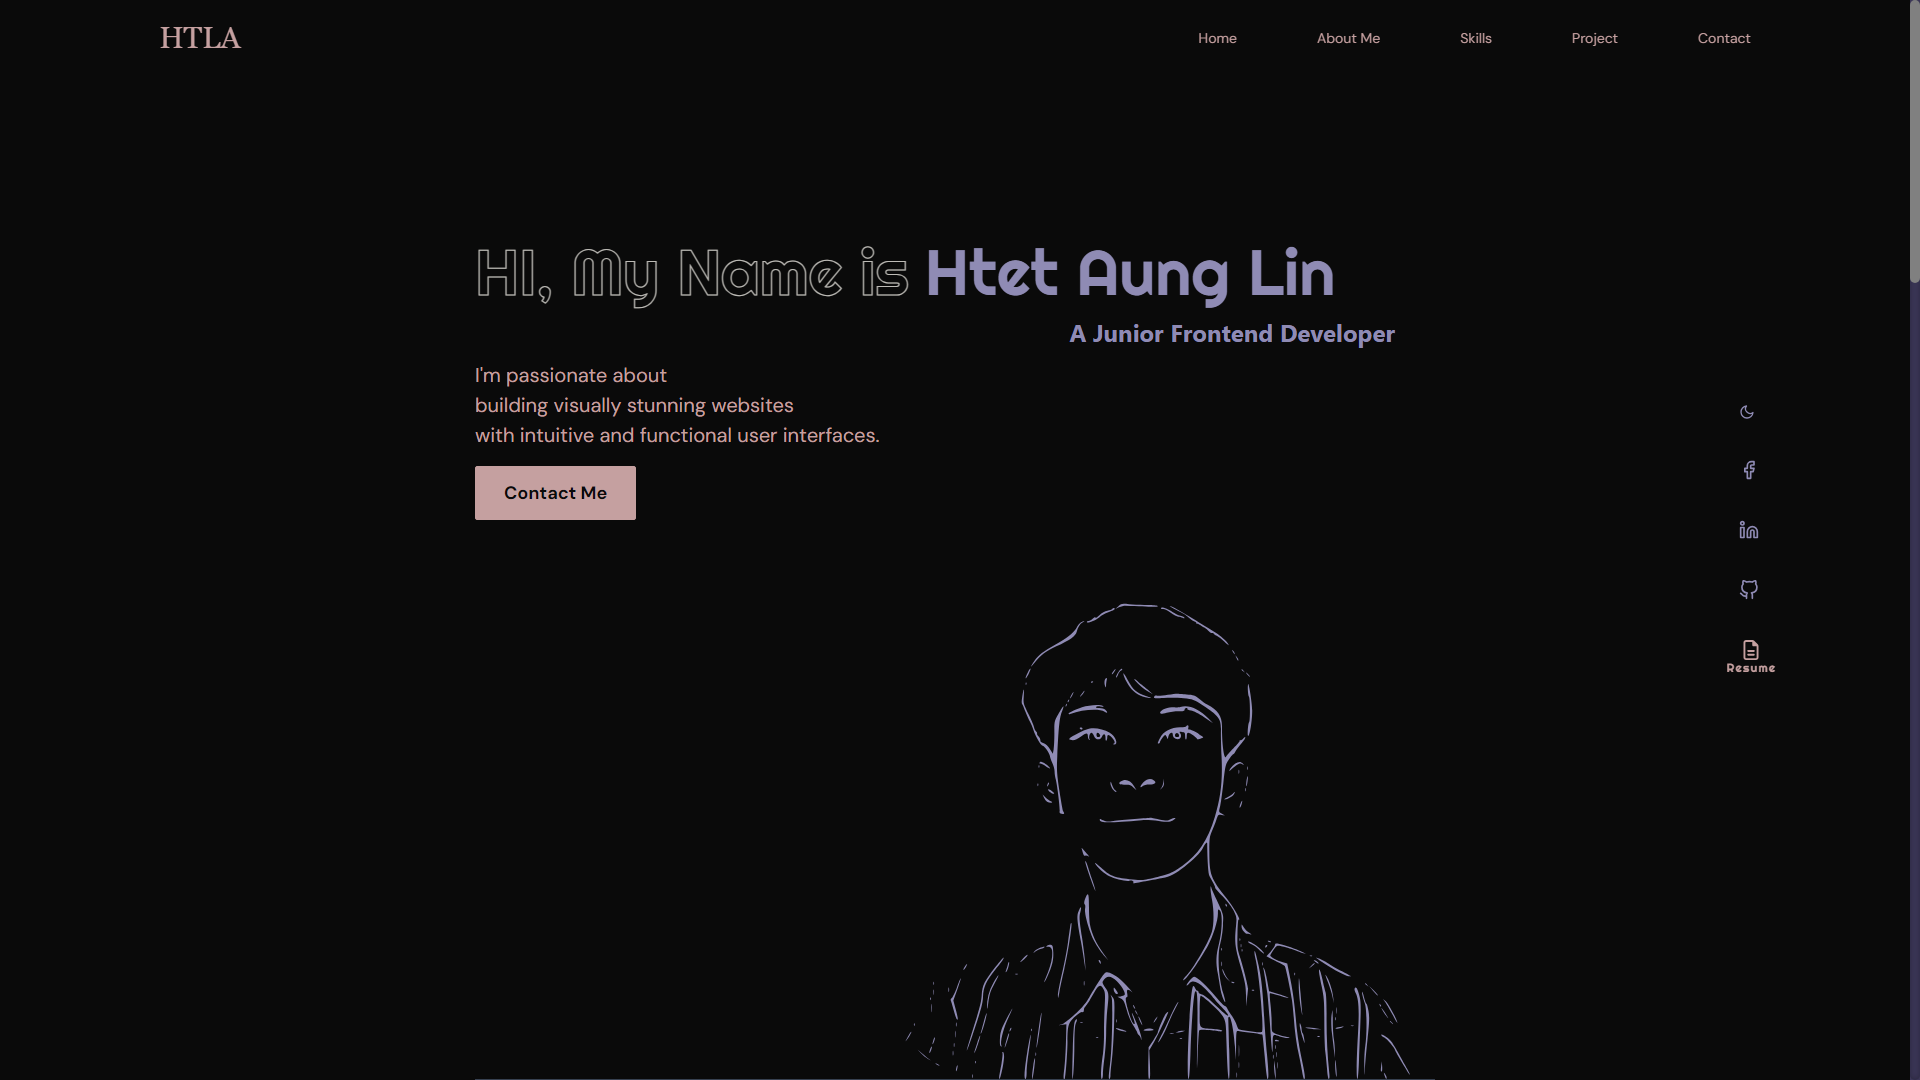 HTLA
Home
About Me
Skills
Project
Contact
HI, My Name is Htet Aung Lin
A Junior Frontend Developer
I'm passionate about
building visually stunning websites
with intuitive and functional user interfaces.
Contact Me
Resume